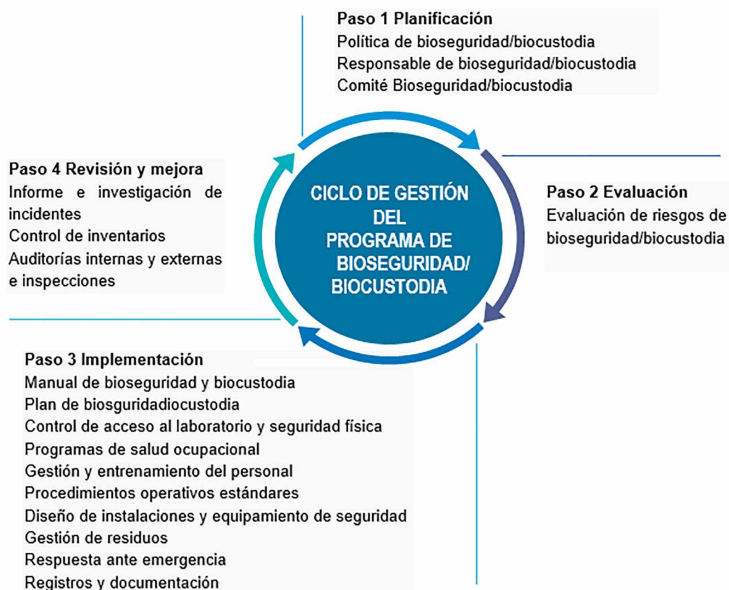 Paso 1 Planificación
Política de bioseguridad/biocustodia
Responsable de bioseguridad/biocustodia
Comité Bioseguridad/biocustodia
CICLO DE GESTIÓN
DEL
PROGRAMA DE
BIOSEGURIDAD/
BIOCUSTODIA
Paso 2 Evaluación
Evaluación de riesgos de
bioseguridad/biocustodia
Paso 3 Implementación
Manual de bioseguridad y biocustodia
Plan de biosguridadiocustodia
Control de acceso al laboratorio y seguridad física
Programas de salud ocupacional
Gestión y entrenamiento del personal
Procedimientos operativos estándares
Diseño de instalaciones y equipamiento de seguridad
Gestión de residuos
Respuesta ante emergencia
Registros y documentación
Paso 4 Revisión y mejora
Informe e investigación de
incidentes
Control de inventarios
Auditorías internas y externas
e inspecciones